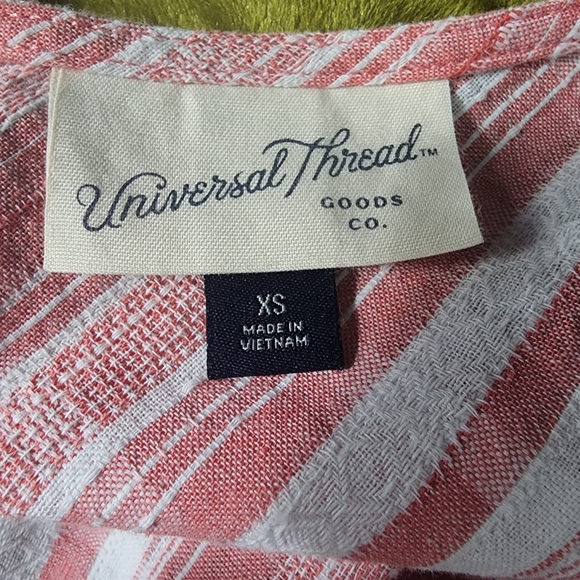 Universal Thread™
GOODS
CO.
XS
MADE IN
VIETNAM